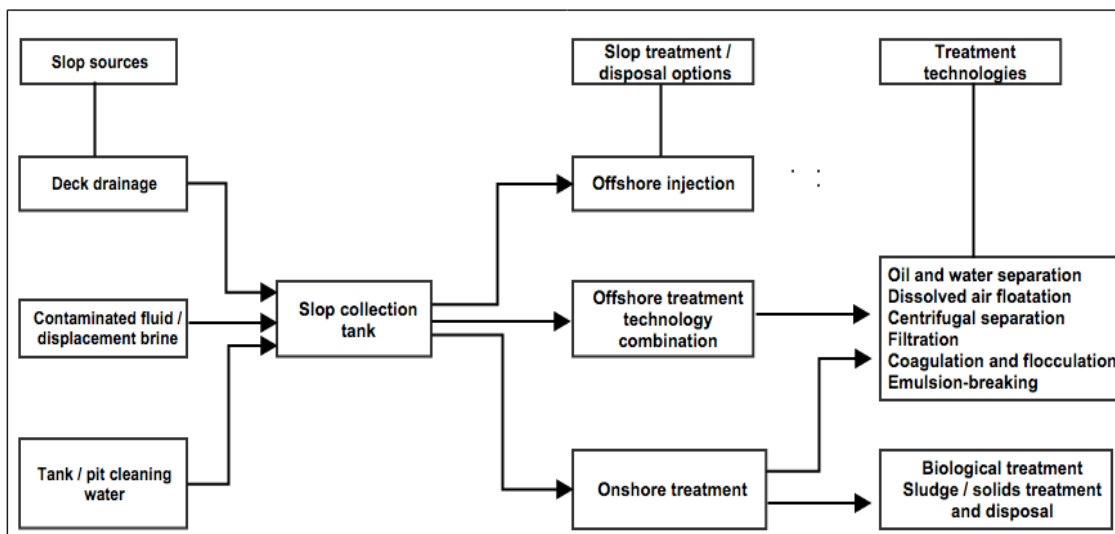 Slop sources
Slop treatment /
disposal options
Treatment
technologies
Deck drainage
Offshore injection
Contaminated fluid /
displacement brine
Slop collection
tank
Offshore treatment
technology
combination
Oil and water separation
Dissolved air floatation
Centrifugal separation
Filtration
Coagulation and flocculation
Emulsion-breaking
Tank / pit cleaning
water
Onshore treatment
Biological treatment
Sludge / solids treatment
and disposal